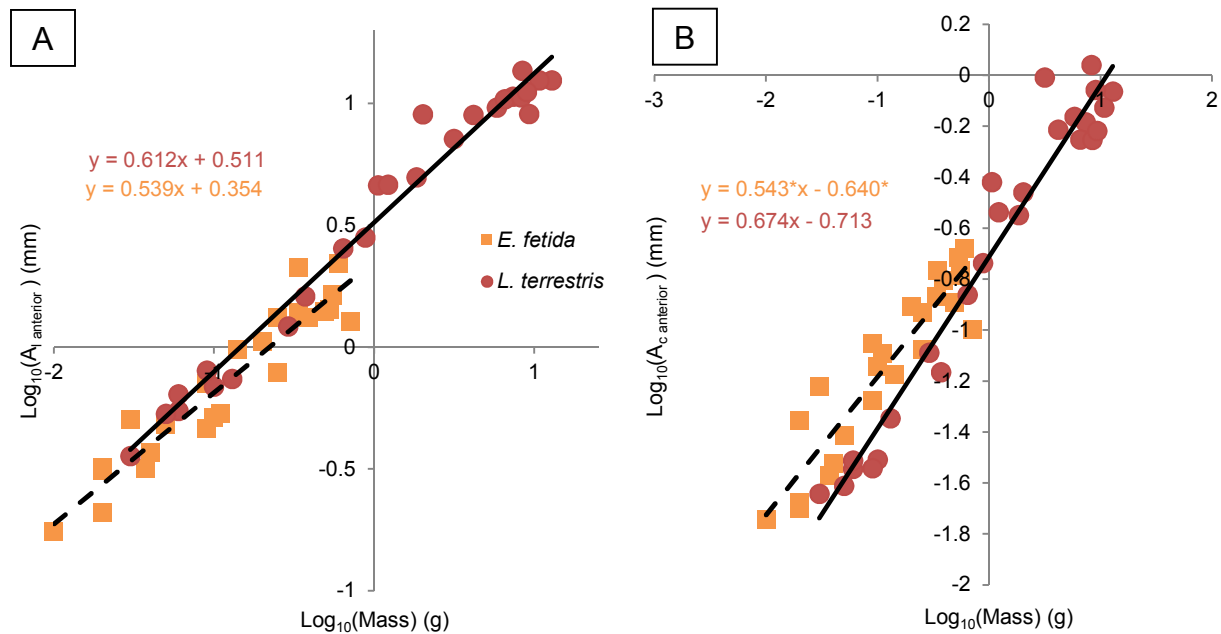 A
B
y = 0.612x + 0.511
y = 0.539x + 0.354
E. fetida
L. terrestris
1
0.5
0
-0.5
-1
-2
-1
0
1
Log10(A l anterior ) (mm)
Log10(Mass) (g)
y = 0.543*x - 0.640*
y = 0.674x - 0.713
0.2
0
-0.2
-0.4
-0.6
-0.8
-1
-1.2
-1.4
-1.6
-1.8
-2
-3
-2
-1
0
1
2
Log10(Ac anterior ) (mm)
Log10(Mass) (g)